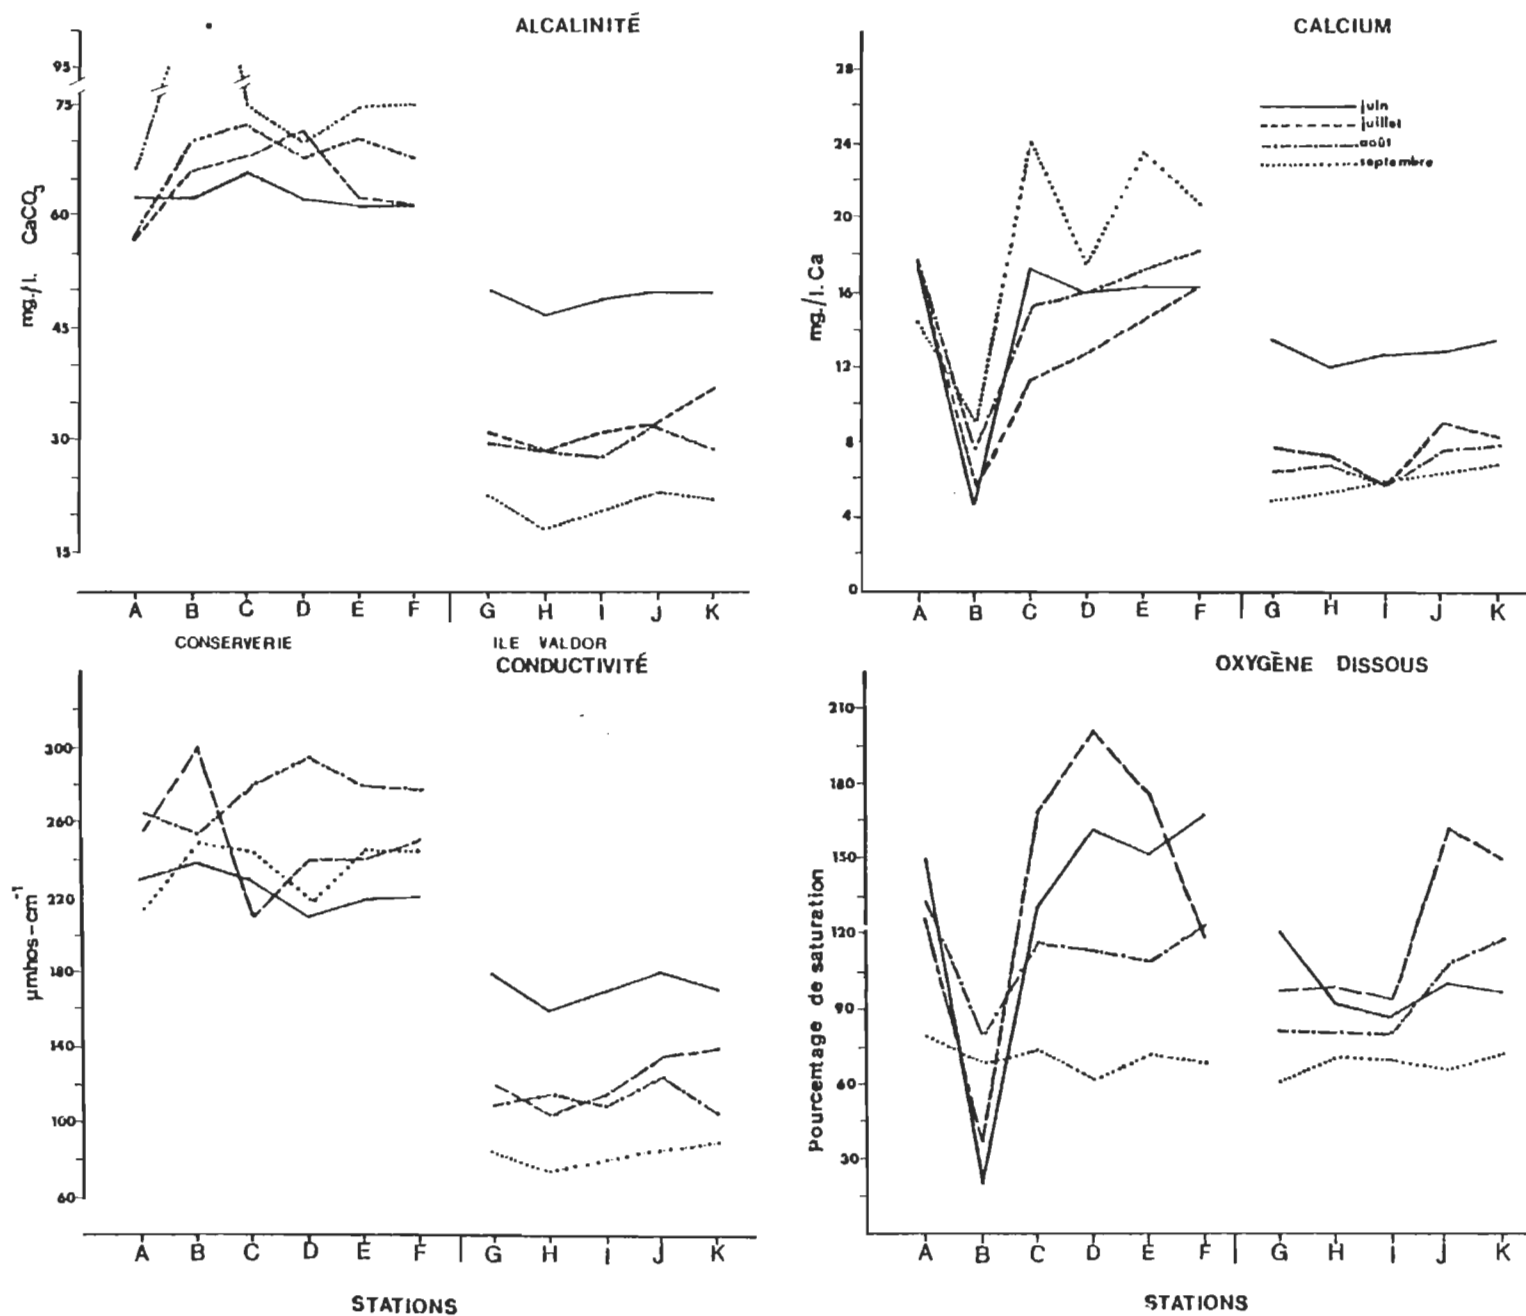 ALCALINITÉ
95
75
60
45
30
15
mg./l. CaCO3
A B C D E F G H I J K
CONSERVERIE ILE VALDOR
CALCIUM
28
24
20
16
12
8
4
0
mg./l. Ca
juin
juillet
août
septembre
A B C D E F G H I J K
CONDUCTIVITÉ
300
260
220
180
140
100
60
µmhos-cm-1
A B C D E F G H I J K
STATIONS
OXYGÈNE DISSOUS
210
180
150
120
90
60
30
Pourcentage de saturation
A B C D E F G H I J K
STATIONS